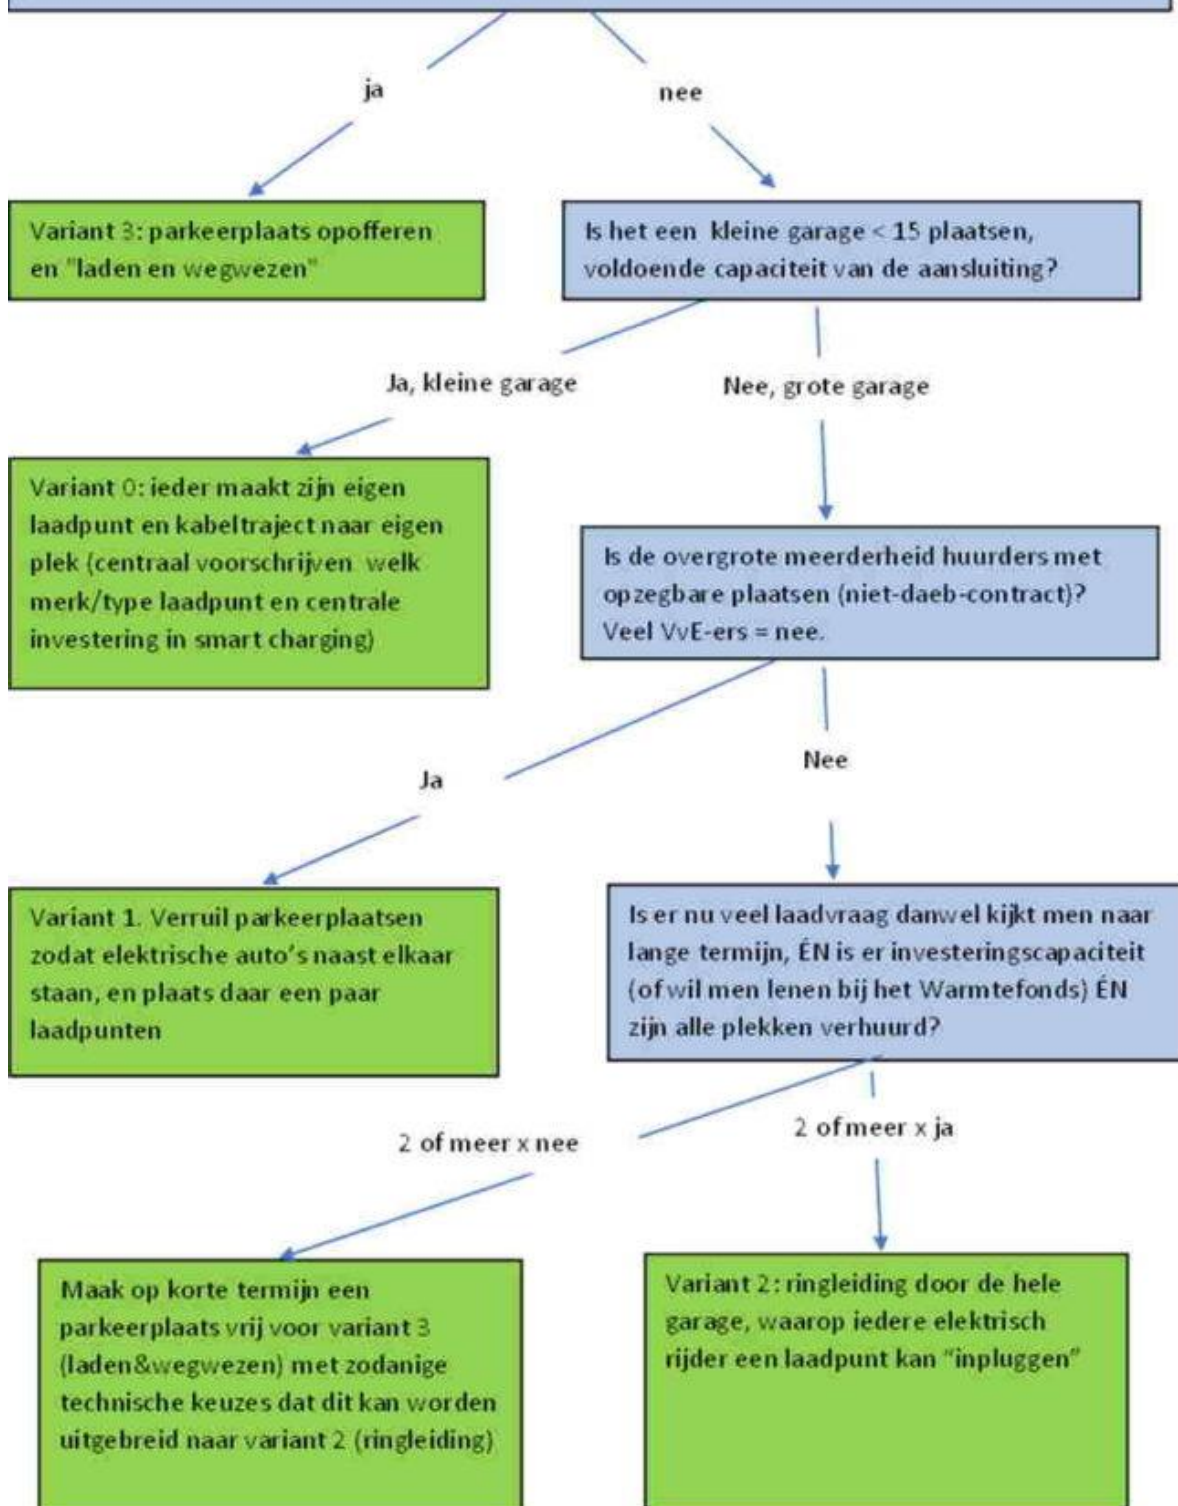 ja
nee
Variant 3: parkeerplaats opofferen
en "laden en wegwezen"
Is het een kleine garage < 15 plaatsen,
voldoende capaciteit van de aansluiting?
Ja, kleine garage
Nee, grote garage
Variant 0: ieder maakt zijn eigen
laadpunt en kabeltraject naar eigen
plek (centraal voorschrijven welk
merk/type laadpunt en centrale
investering in smart charging)
Is de overgrote meerderheid huurders met
opzegbare plaatsen (niet-daeb-contract)?
Veel VvE-ers = nee.
Ja
Nee
Variant 1. Verruil parkeerplaatsen
zodat elektrische auto's naast elkaar
staan, en plaats daar een paar
laadpunten
Is er nu veel laadvraag danwel kijkt men naar
lange termijn, ÉN is er investeringscapaciteit
(of wil men lenen bij het Warmtefonds) ÉN
zijn alle plekken verhuurd?
2 of meer x nee
2 of meer x ja
Maak op korte termijn een
parkeerplaats vrij voor variant 3
(laden&wegwezen) met zodanige
technische keuzes dat dit kan worden
uitgebreid naar variant 2 (ringleiding)
Variant 2: ringleiding door de hele
garage, waarop iedere elektrisch
rijder een laadpunt kan "inpluggen"